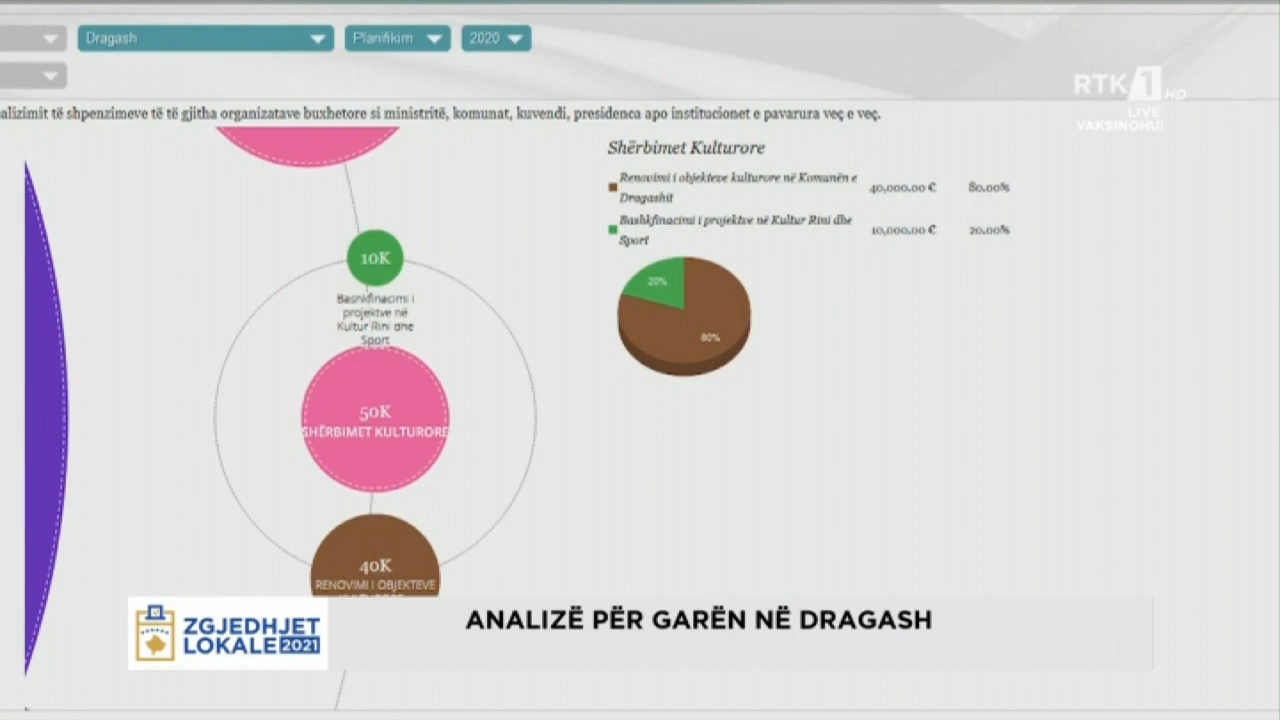 Dragash
Planifikim
2020
RTK 1 HD
LIVE
VAKSINOHU!
alizimit të shpenzimeve të të gjitha organizatave buxhetore si ministritë, komunat, kuvendi, presidenca apo institucionet e pavarura veç e veç.
Shërbimet Kulturore
Renovimi i objekteve kulturore në Komunën e
Dragashit
40,000.00 € 80.00%
Bashkfinacimi i projektve në Kultur Rini dhe
Sport
10,000.00 € 20.00%
20%
80%
10K
Bashkfinacimi i
projektve në
Kultur Rini dhe
Sport
50K
SHËRBIMET KULTURORE
40K
RENOVIMI I OBJEKTEVE
ZGJEDHJET
LOKALE 2021
ANALIZË PËR GARËN NË DRAGASH